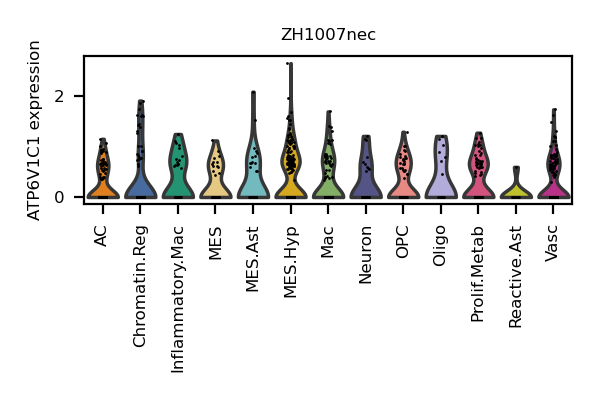 ZH1007nec
ATP6V1C1 expression
2
0
AC
Chromatin.Reg
Inflammatory.Mac
MES
MES.Ast
MES.Hyp
Mac
Neuron
OPC
Oligo
Prolif.Metab
Reactive.Ast
Vasc